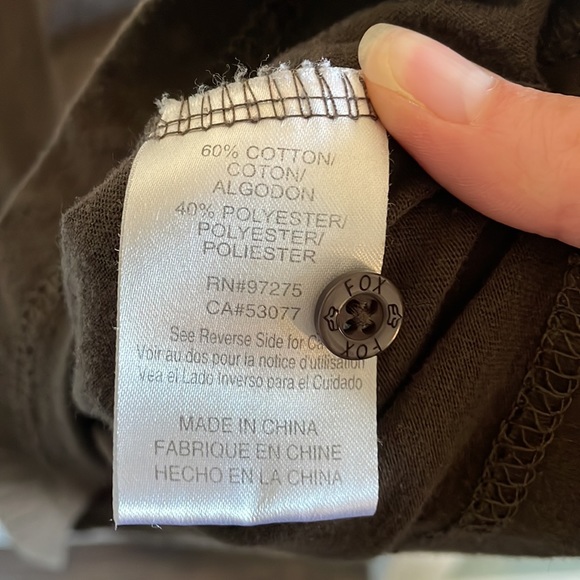 60% COTTON/
COTON/
ALGODON
40% POLYESTER/
POLYESTER/
POLIESTER
RN#97275
CA#53077
FOX
FOX
See Reverse Side for
Voir au dos pour la notice d'utilisation
Vea el Lado Inverso para el Cuidado
MADE IN CHINA
FABRIQUE EN CHINE
HECHO EN LA CHINA